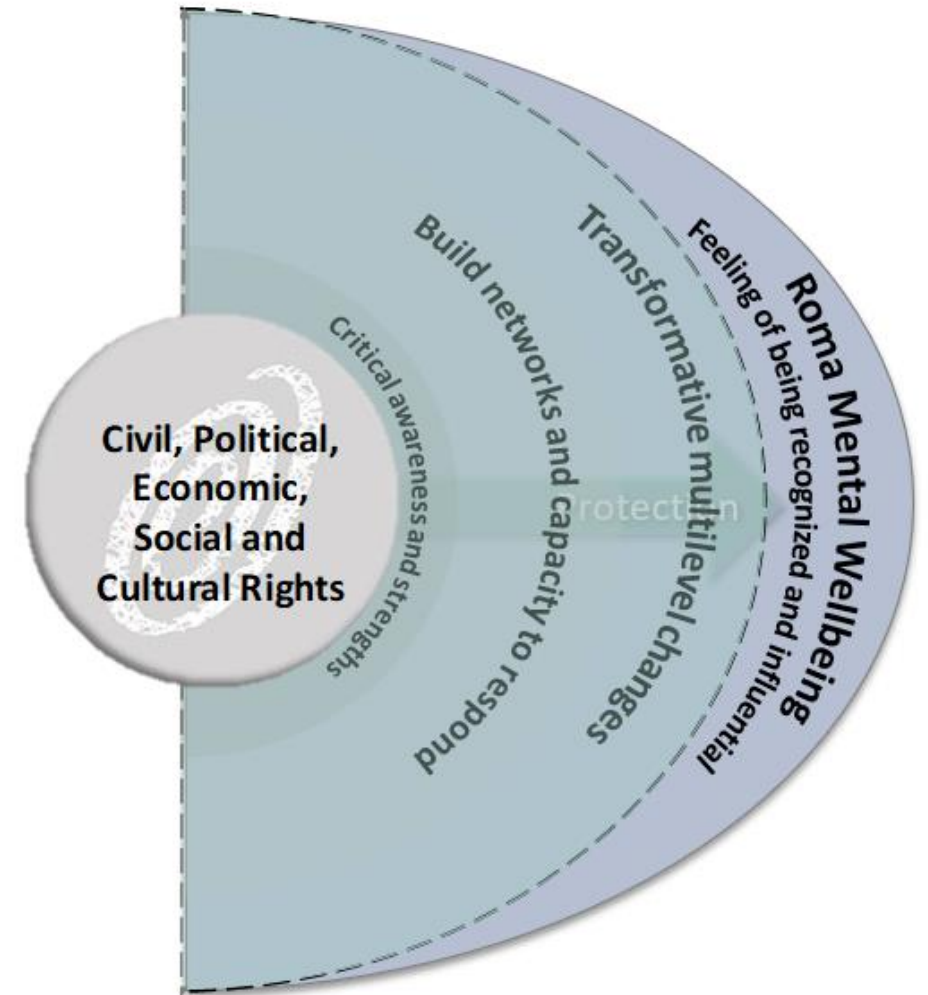 Civil, Political,
Economic,
Social and
Cultural Rights
Critical awareness and strengths
Build networks and capacity to respond
Transformative multilevel changes
Protection
Feeling of being recognized and influential
Roma Mental Wellbeing